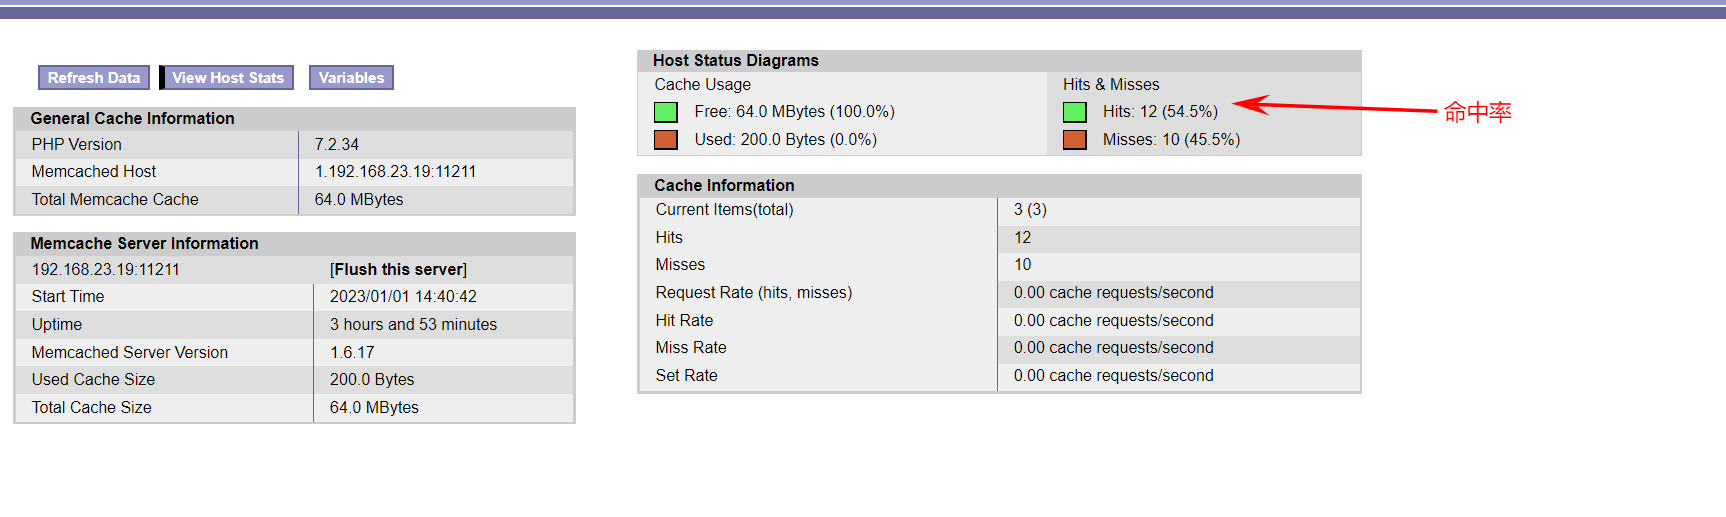 Refresh Data View Host Stats Variables
General Cache Information
PHP Version 7.2.34
Memcached Host 1.192.168.23.19:11211
Total Memcache Cache 64.0 MBytes
Memcache Server Information
192.168.23.19:11211 [Flush this server]
Start Time 2023/01/01 14:40:42
Uptime 3 hours and 53 minutes
Memcached Server Version 1.6.17
Used Cache Size 200.0 Bytes
Total Cache Size 64.0 MBytes
Host Status Diagrams
Cache Usage Hits & Misses
Free: 64.0 MBytes (100.0%) Hits: 12 (54.5%) 命中率
Used: 200.0 Bytes (0.0%) Misses: 10 (45.5%)
Cache Information
Current Items(total) 3 (3)
Hits 12
Misses 10
Request Rate (hits, misses) 0.00 cache requests/second
Hit Rate 0.00 cache requests/second
Miss Rate 0.00 cache requests/second
Set Rate 0.00 cache requests/second